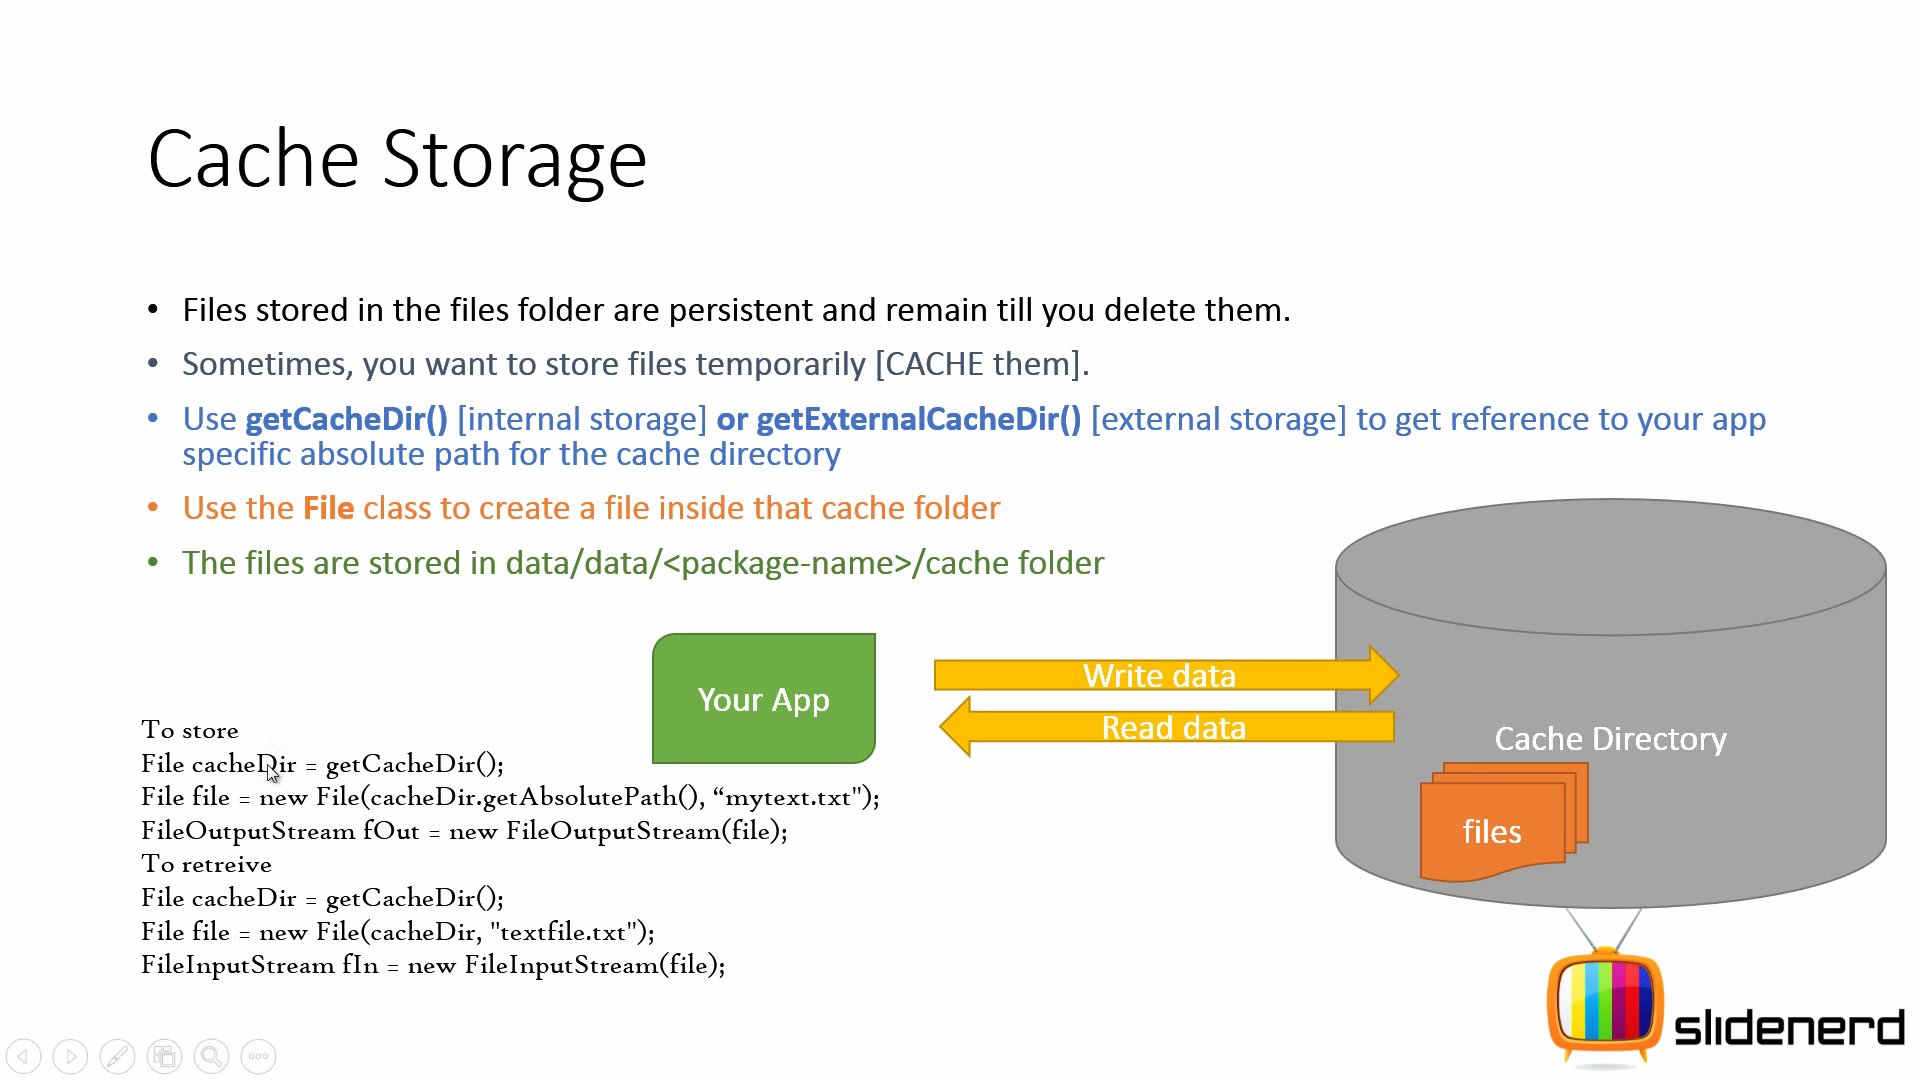 Cache Storage
• Files stored in the files folder are persistent and remain till you delete them.
• Sometimes, you want to store files temporarily [CACHE them].
• Use getCacheDir() [internal storage] or getExternalCacheDir() [external storage] to get reference to your app
specific absolute path for the cache directory
• Use the File class to create a file inside that cache folder
• The files are stored in data/data/<package-name>/cache folder
Your App
Write data
Read data
Cache Directory
files
To store
File cacheDir = getCacheDir();
File file = new File(cacheDir.getAbsolutePath(), “mytext.txt");
FileOutputStream fOut = new FileOutputStream(file);
To retreive
File cacheDir = getCacheDir();
File file = new File(cacheDir, "textfile.txt");
FileInputStream fIn = new FileInputStream(file);
slidenerd